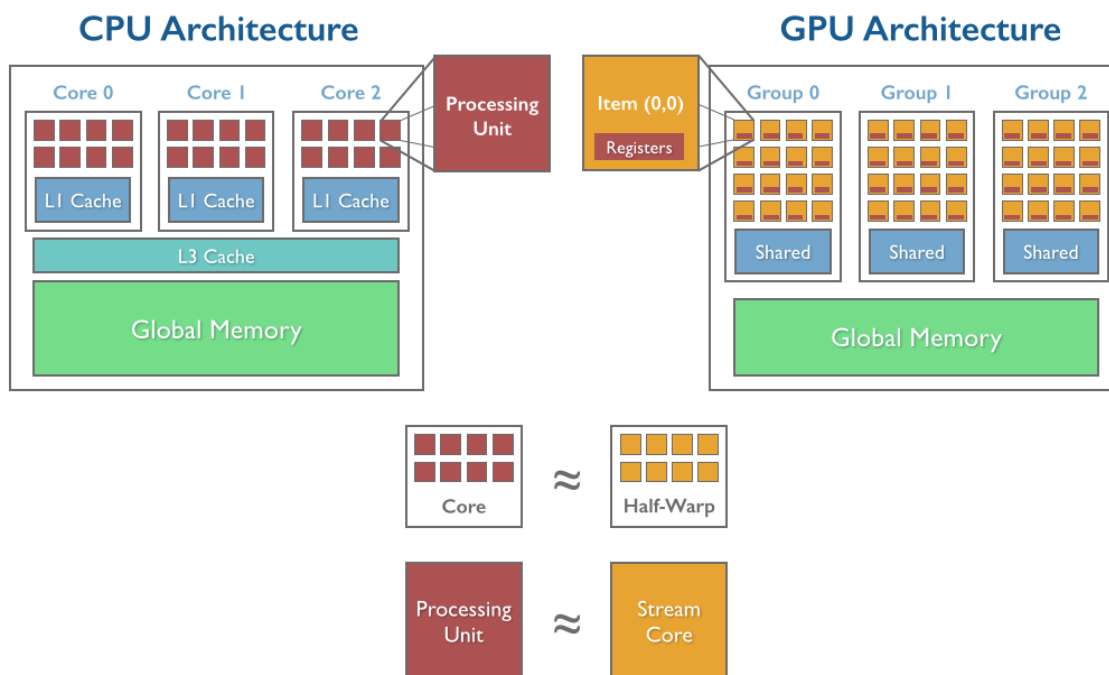 CPU Architecture
GPU Architecture
Core 0
Core 1
Core 2
Processing
Unit
Item (0,0)
Registers
Group 0
Group 1
Group 2
L1 Cache
L1 Cache
L1 Cache
Shared
Shared
Shared
L3 Cache
Global Memory
Global Memory
Core
≈
Half-Warp
Processing
Unit
≈
Stream
Core